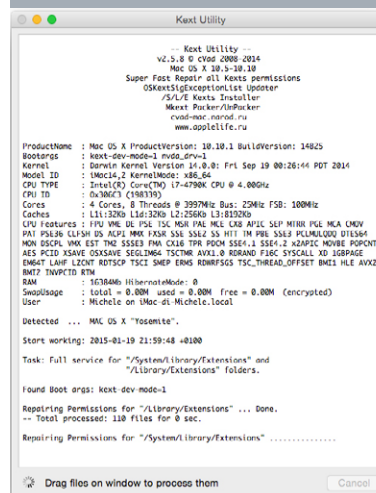 Kext Utility
-- Kext Utility --
v2.5.8 © cVad 2008-2014
Mac OS X 10.5-10.10
Super Fast Repair all Kexts permissions
OSKextSigExceptionList Updater
/S/L/E Kexts Installer
Mkext Packer/UnPacker
cvad-mac.narod.ru
www.applelife.ru
ProductName : Mac OS X ProductVersion: 10.10.1 BuildVersion: 14B25
Bootargs : kext-dev-mode=1 nvda_drv=1
Kernel : Darwin Kernel Version 14.0.0: Fri Sep 19 00:26:44 PDT 2014
Model ID : iMac14,2 KernelMode: x86_64
CPU TYPE : Intel(R) Core(TM) i7-4790K CPU @ 4.00GHz
CPU ID : 0x306C3 (198339)
Cores : 4 Cores, 8 Threads @ 3997MHz Bus: 25MHz FSB: 100MHz
Caches : L1i:32Kb L1d:32Kb L2:256Kb L3:8192Kb
CPU Features : FPU VME DE PSE TSC MSR PAE MCE CX8 APIC SEP MTRR PGE MCA CMOV
PAT PSE36 CLFSH DS ACPI MMX FXSR SSE SSE2 SS HTT TM PBE SSE3 PCLMULQDQ DTES64
MON DSCPL VMX EST TM2 SSSE3 FMA CX16 TPR PDCM SSE4.1 SSE4.2 x2APIC MOVBE POPCNT
AES PCID XSAVE OSXSAVE SEGLIM64 TSCTMR AVX1.0 RDRAND F16C SYSCALL XD 1GBPAGE
EM64T LAHF LZCNT RDTSCP TSCI SMEP ERMS RDWRFSGS TSC_THREAD_OFFSET BMI1 HLE AVX2
BMI2 INVPCID RTM
RAM : 16384Mb HibernateMode: 0
SwapUsage : total = 0.00M used = 0.00M free = 0.00M (encrypted)
User : Michele on iMac-di-Michele.local
Detected ... MAC OS X "Yosemite".
Start working: 2015-01-19 21:59:48 +0100
Task: Full service for "/System/Library/Extensions" and
"/Library/Extensions" folders.
Found Boot args: kext-dev-mode=1
Repairing Permissions for "/Library/Extensions" ... Done.
-- Total processed: 110 files for 0 sec.
Repairing Permissions for "/System/Library/Extensions" ...............
Drag files on window to process them
Cancel